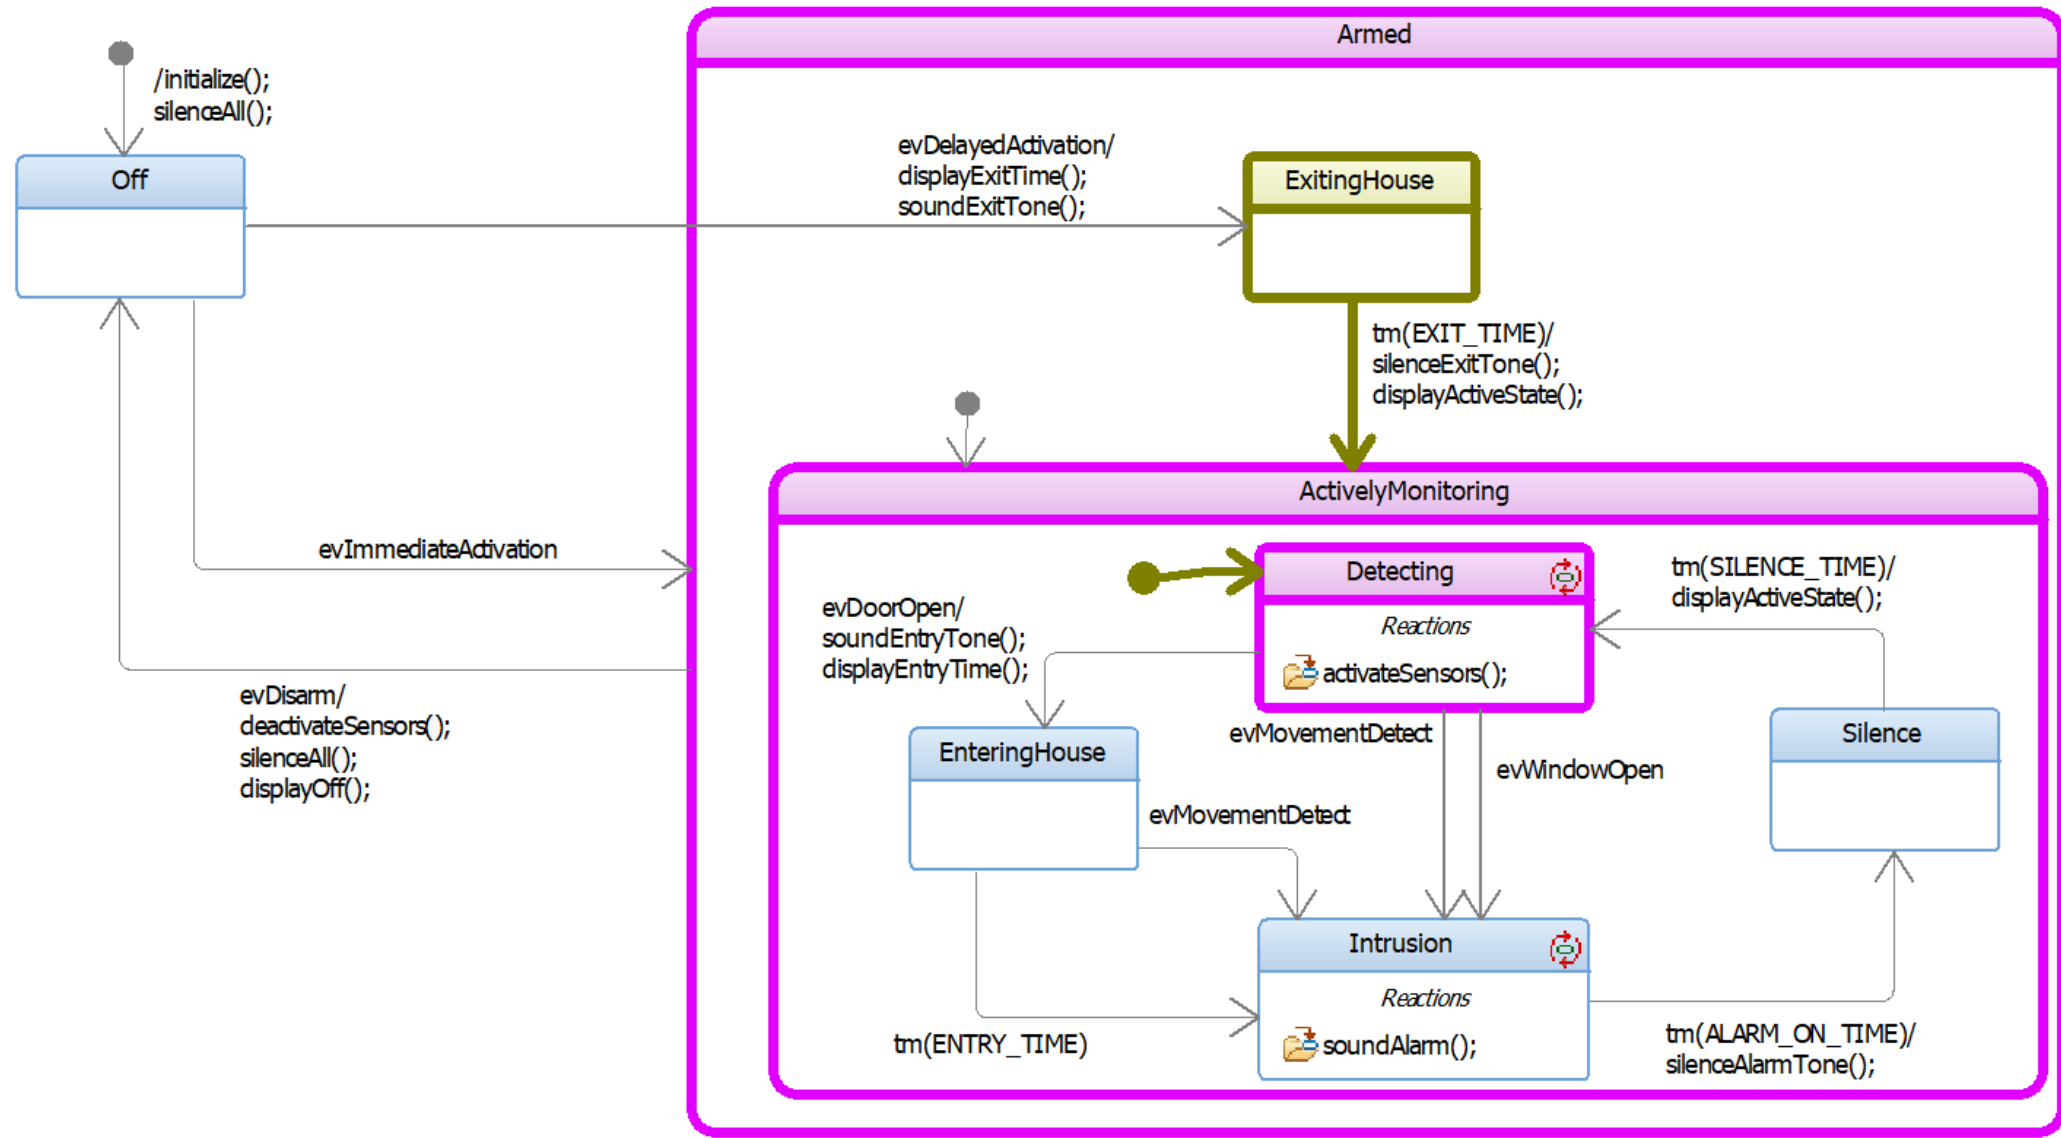 Armed
/initialize();
silenceAll();
Off
evDelayedActivation/
displayExitTime();
soundExitTone();
ExitingHouse
tm(EXIT_TIME)/
silenceExitTone();
displayActiveState();
evImmediateActivation
evDisarm/
deactivateSensors();
silenceAll();
displayOff();
ActivelyMonitoring
Detecting
Reactions
activateSensors();
tm(SILENCE_TIME)/
displayActiveState();
evDoorOpen/
soundEntryTone();
displayEntryTime();
EnteringHouse
evMovementDetect
evWindowOpen
Silence
evMovementDetect
Intrusion
Reactions
soundAlarm();
tm(ENTRY_TIME)
tm(ALARM_ON_TIME)/
silenceAlarmTone();